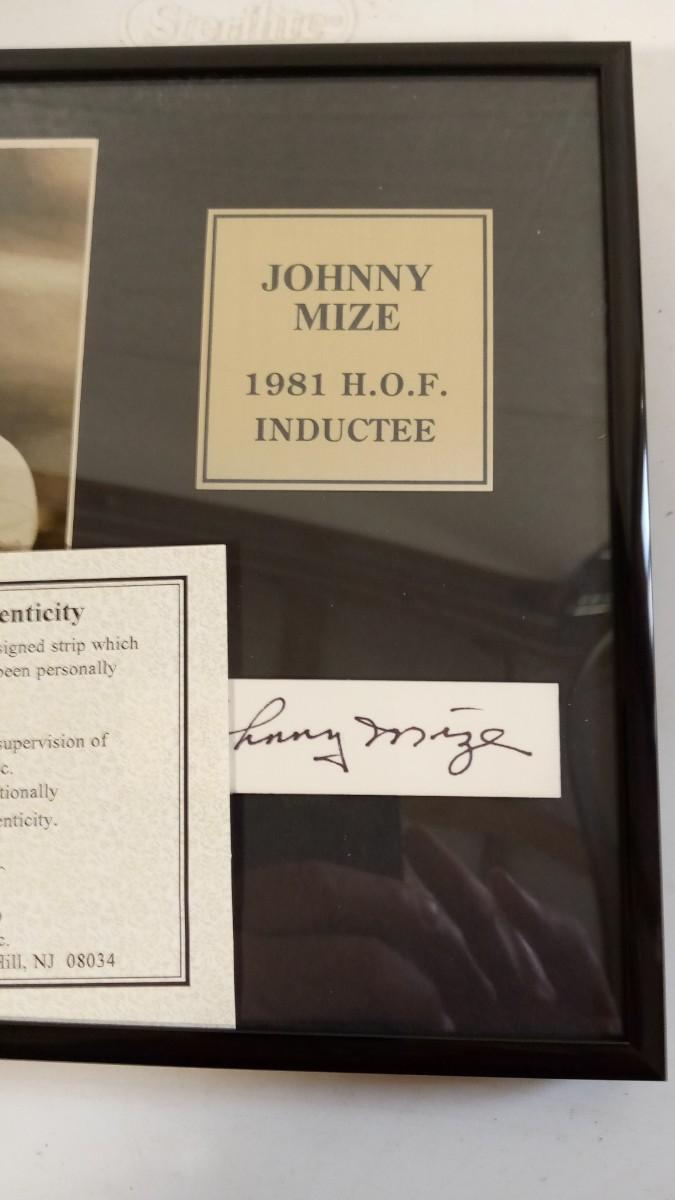 Sterilite
JOHNNY
MIZE
1981 H.O.F.
INDUCTEE
enticity
signed strip which
been personally
supervision of
c.
tionally
enticity.
c.
Hill, NJ 08034
hnny Mize